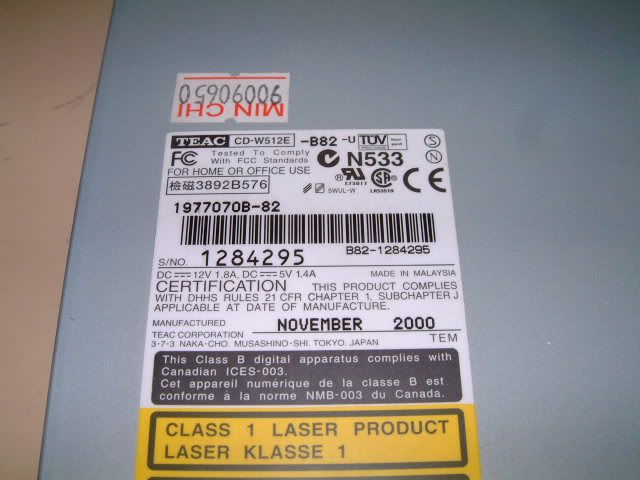 90090650
MIN CHI
TEAC CD-W512E -B82 -U TÜV
FC Tested To Comply With FCC Standards
N533
FOR HOME OR OFFICE USE
檢磁3892B576
SWUL-W
E75017
LR53510
CE
1977070B-82
B82-1284295
S/NO. 1284295
DC 12V 1.8A, DC 5V 1.4A MADE IN MALAYSIA
CERTIFICATION THIS PRODUCT COMPLIES
WITH DHHS RULES 21 CFR CHAPTER 1, SUBCHAPTER J
APPLICABLE AT DATE OF MANUFACTURE.
MANUFACTURED NOVEMBER 2000
TEAC CORPORATION TEM
3-7-3 NAKA-CHO. MUSASHINO-SHI. TOKYO. JAPAN
This Class B digital apparatus complies with
Canadian ICES-003.
Cet appareil numérique de la classe B est
conforme à la norme NMB-003 du Canada.
CLASS 1 LASER PRODUCT
LASER KLASSE 1